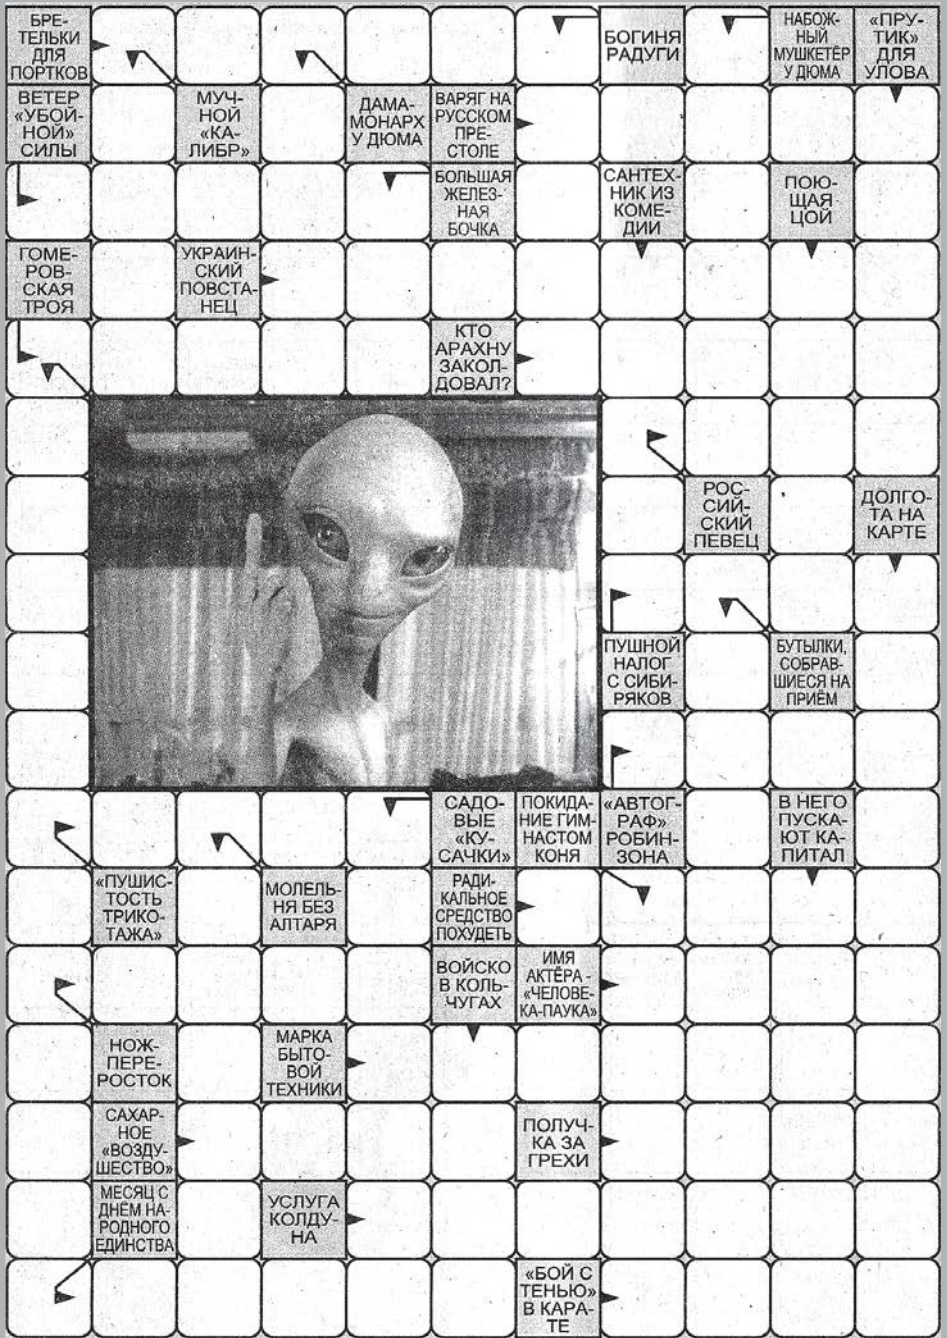 БРЕ-
ТЕЛЬКИ
ДЛЯ
ПОРТКОВ
БОГИНЯ
РАДУГИ
НАБОЖ-
НЫЙ
МУШКЕТЁР
У ДЮМА
«ПРУ-
ТИК»
ДЛЯ
УЛОВА
ВЕТЕР
«УБОЙ-
НОЙ»
СИЛЫ
МУЧ-
НОЙ
«КА-
ЛИБР»
ДАМА-
МОНАРХ
У ДЮМА
ВАРЯГ НА
РУССКОМ
ПРЕ-
СТОЛЕ
БОЛЬШАЯ
ЖЕЛЕЗ-
НАЯ
БОЧКА
САНТЕХ-
НИК ИЗ
КОМЕ-
ДИИ
ПОЮ-
ЩАЯ
ЦОЙ
ГОМЕ-
РОВ-
СКАЯ
ТРОЯ
УКРАИН-
СКИЙ
ПОВСТА-
НЕЦ
КТО
АРАХНУ
ЗАКОЛ-
ДОВАЛ?
РОС-
СИЙ-
СКИЙ
ПЕВЕЦ
ДОЛГО-
ТА НА
КАРТЕ
ПУШНОЙ
НАЛОГ
С СИБИ-
РЯКОВ
БУТЫЛКИ,
СОБРАВ-
ШИЕСЯ НА
ПРИЁМ
САДО-
ВЫЕ
«КУ-
САЧКИ»
ПОКИДА-
НИЕ ГИМ-
НАСТОМ
КОНЯ
«АВТОГ-
РАФ»
РОБИН-
ЗОНА
В НЕГО
ПУСКА-
ЮТ КА-
ПИТАЛ
«ПУШИС-
ТОСТЬ
ТРИКО-
ТАЖА»
МОЛЕЛЬ-
НЯ БЕЗ
АЛТАРЯ
РАДИ-
КАЛЬНОЕ
СРЕДСТВО
ПОХУДЕТЬ
ВОЙСКО
В КОЛЬ-
ЧУГАХ
ИМЯ
АКТЁРА -
«ЧЕЛОВЕ-
КА-ПАУКА»
НОЖ-
ПЕРЕ-
РОСТОК
МАРКА
БЫТО-
ВОЙ
ТЕХНИКИ
САХАР-
НОЕ
«ВОЗДУ-
ШЕСТВО»
ПОЛУЧ-
КА ЗА
ГРЕХИ
МЕСЯЦ С
ДНЁМ НА-
РОДНОГО
ЕДИНСТВА
УСЛУГА
КОЛДУ-
НА
«БОЙ С
ТЕНЬЮ»
В КАРА-
ТЕ